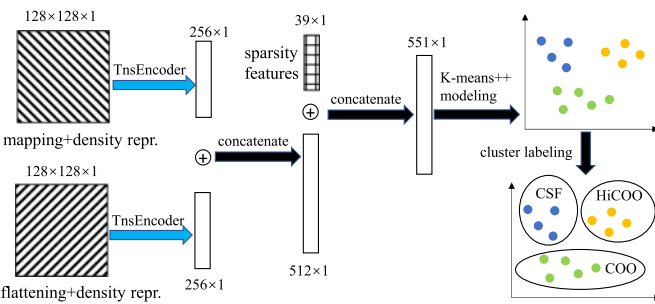 128×128×1
TnsEncoder
256×1
mapping+density repr.
39×1
sparsity
features
concatenate
concatenate
551×1
K-means++
modeling
128×128×1
TnsEncoder
256×1
flattening+density repr.
512×1
cluster labeling
CSF
HiCOO
COO